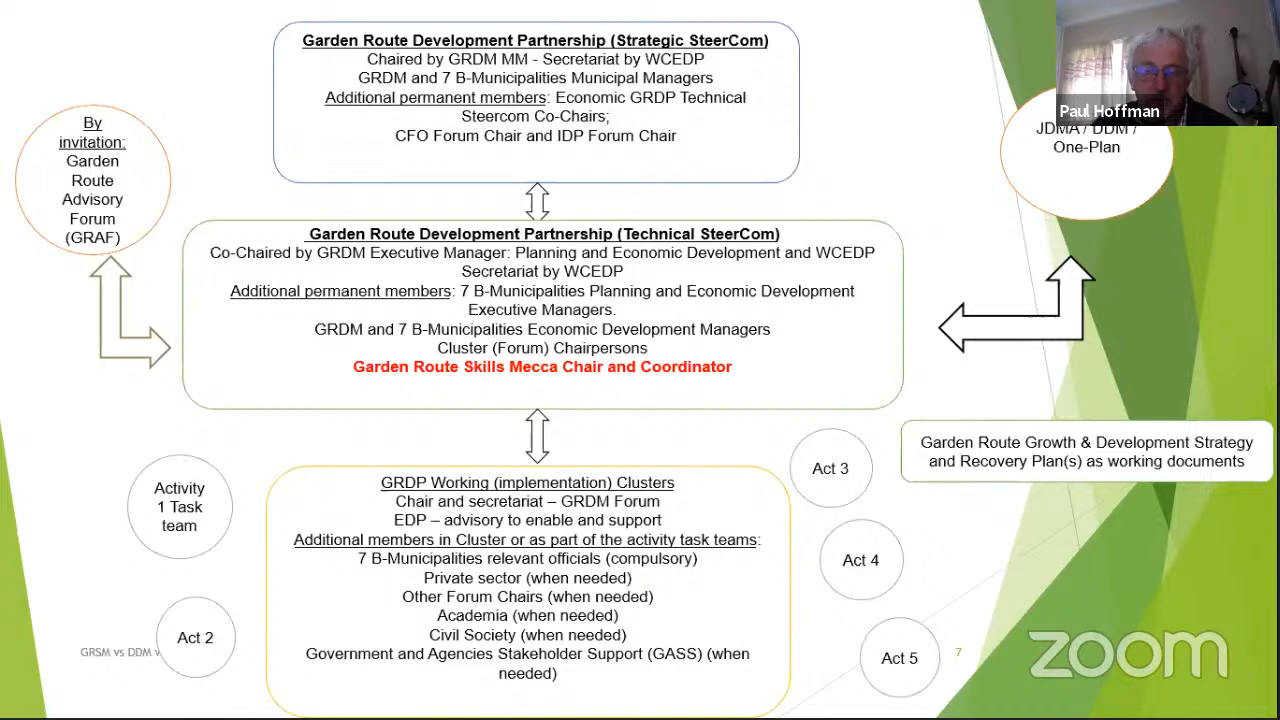 Garden Route Development Partnership (Strategic SteerCom)
Chaired by GRDM MM - Secretariat by WCEDP
GRDM and 7 B-Municipalities Municipal Managers
Additional permanent members: Economic GRDP Technical
Steercom Co-Chairs;
CFO Forum Chair and IDP Forum Chair
Paul Hoffman
JDMA / DDM /
One-Plan
By
invitation:
Garden
Route
Advisory
Forum
(GRAF)
Garden Route Development Partnership (Technical SteerCom)
Co-Chaired by GRDM Executive Manager: Planning and Economic Development and WCEDP
Secretariat by WCEDP
Additional permanent members: 7 B-Municipalities Planning and Economic Development
Executive Managers.
GRDM and 7 B-Municipalities Economic Development Managers
Cluster (Forum) Chairpersons
Garden Route Skills Mecca Chair and Coordinator
Garden Route Growth & Development Strategy
and Recovery Plan(s) as working documents
Activity
1 Task
team
Act 2
GRDP Working (implementation) Clusters
Chair and secretariat – GRDM Forum
EDP – advisory to enable and support
Additional members in Cluster or as part of the activity task teams:
7 B-Municipalities relevant officials (compulsory)
Private sector (when needed)
Other Forum Chairs (when needed)
Academia (when needed)
Civil Society (when needed)
Government and Agencies Stakeholder Support (GASS) (when
needed)
Act 3
Act 4
Act 5
GRSM vs DDM v
7
zoom